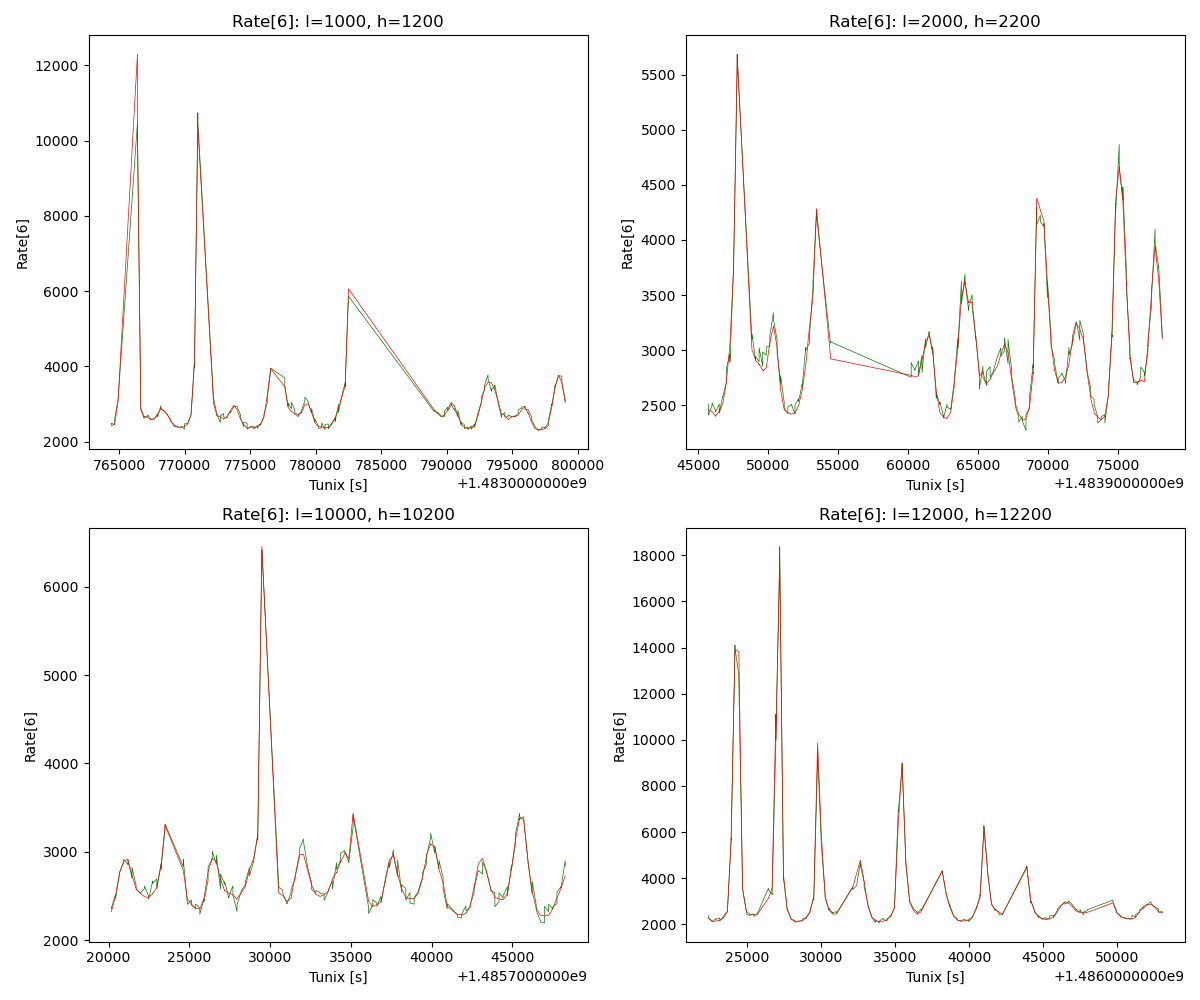 Rate[6]: l=1000, h=1200
Rate[6]
12000
10000
8000
6000
4000
2000
765000 770000 775000 780000 785000 790000 795000 800000
Tunix [s]
+1.4830000000e9
Rate[6]: l=2000, h=2200
Rate[6]
5500
5000
4500
4000
3500
3000
2500
45000 50000 55000 60000 65000 70000 75000
Tunix [s]
+1.4839000000e9
Rate[6]: l=10000, h=10200
Rate[6]
6000
5000
4000
3000
2000
20000 25000 30000 35000 40000 45000
Tunix [s]
+1.4857000000e9
Rate[6]: l=12000, h=12200
Rate[6]
18000
16000
14000
12000
10000
8000
6000
4000
2000
25000 30000 35000 40000 45000 50000
Tunix [s]
+1.4860000000e9